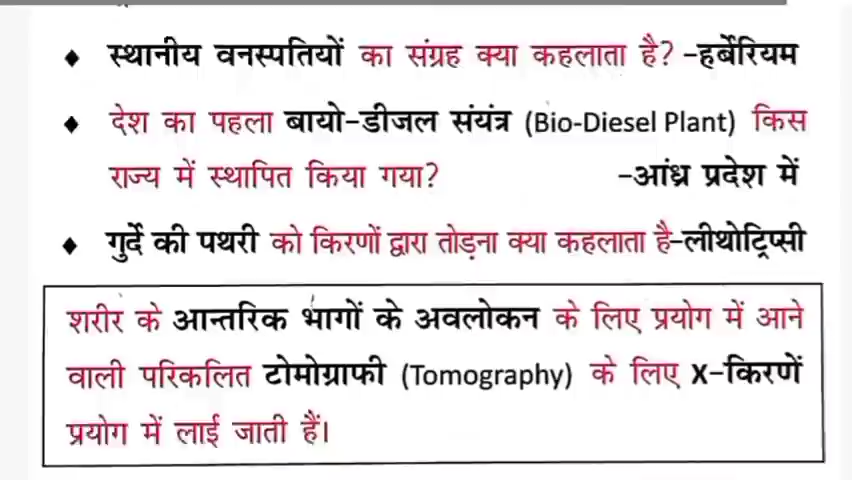 ♦ स्थानीय वनस्पतियों का संग्रह क्या कहलाता है? -हर्बेरियम
♦ देश का पहला बायो-डीजल संयंत्र (Bio-Diesel Plant) किस
राज्य में स्थापित किया गया? -आंध्र प्रदेश में
♦ गुर्दे की पथरी को किरणों द्वारा तोड़ना क्या कहलाता है-लीथोट्रिप्सी
शरीर के आन्तरिक भागों के अवलोकन के लिए प्रयोग में आने
वाली परिकलित टोमोग्राफी (Tomography) के लिए X-किरणें
प्रयोग में लाई जाती हैं।